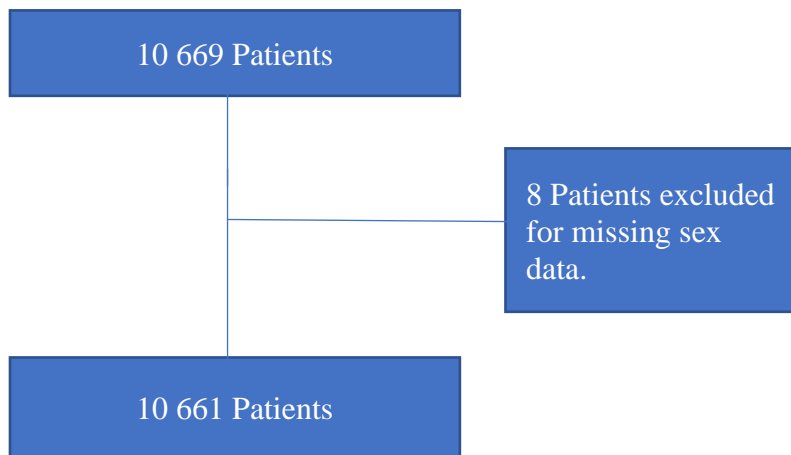 10 669 Patients
8 Patients excluded
for missing sex
data.
10 661 Patients